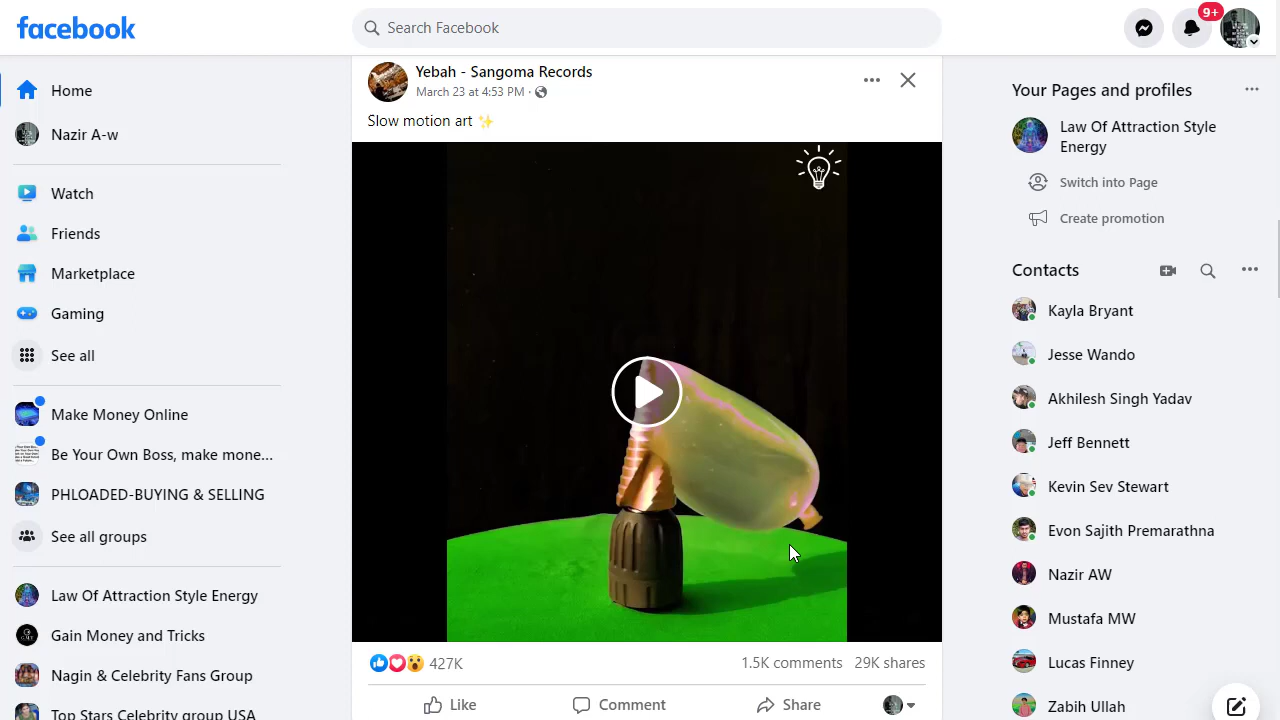 facebook
Search Facebook
9+
Home
Nazir A-w
Watch
Friends
Marketplace
Gaming
See all
Make Money Online
Be Your Own Boss, make mone...
PHLOADED-BUYING & SELLING
See all groups
Law Of Attraction Style Energy
Gain Money and Tricks
Nagin & Celebrity Fans Group
Top Stars Celebrity group USA
Yebah - Sangoma Records
March 23 at 4:53 PM ·
Slow motion art ✨
427K
1.5K comments
29K shares
Like
Comment
Share
Your Pages and profiles
Law Of Attraction Style
Energy
Switch into Page
Create promotion
Contacts
Kayla Bryant
Jesse Wando
Akhilesh Singh Yadav
Jeff Bennett
Kevin Sev Stewart
Evon Sajith Premarathna
Nazir AW
Mustafa MW
Lucas Finney
Zabih Ullah